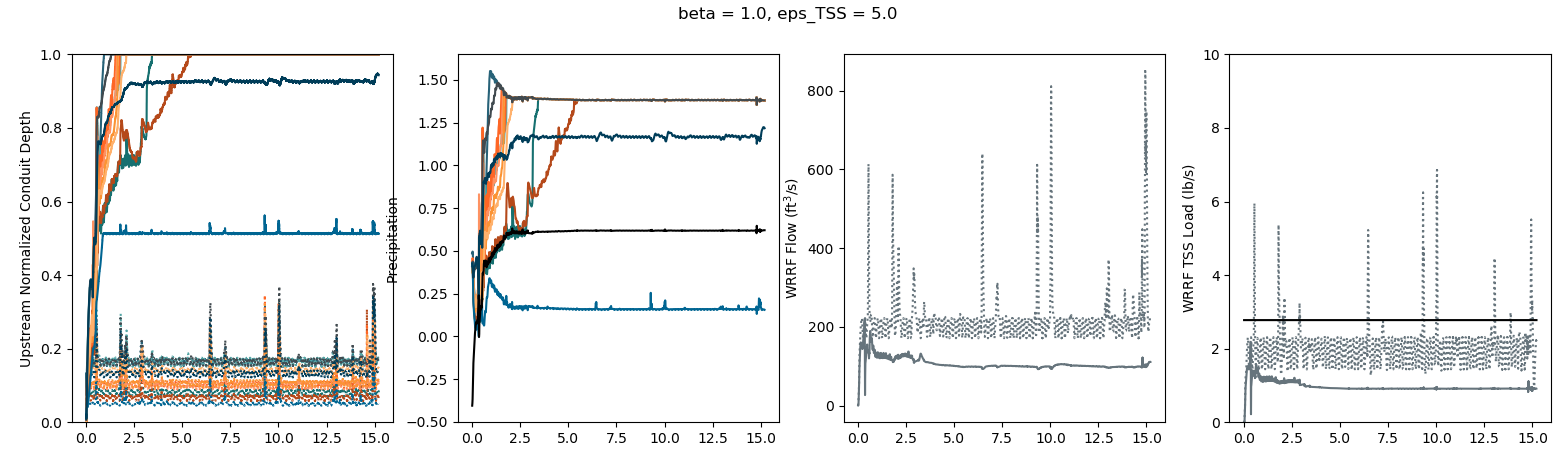 beta = 1.0, eps_TSS = 5.0
Upstream Normalized Conduit Depth
1.0
0.8
0.6
0.4
0.2
0.0
0.0 2.5 5.0 7.5 10.0 12.5 15.0
Precipitation
1.50
1.25
1.00
0.75
0.50
0.25
0.00
−0.25
−0.50
0.0 2.5 5.0 7.5 10.0 12.5 15.0
WRRF Flow (ft³/s)
800
600
400
200
0
0.0 2.5 5.0 7.5 10.0 12.5 15.0
WRRF TSS Load (lb/s)
10
8
6
4
2
0
0.0 2.5 5.0 7.5 10.0 12.5 15.0